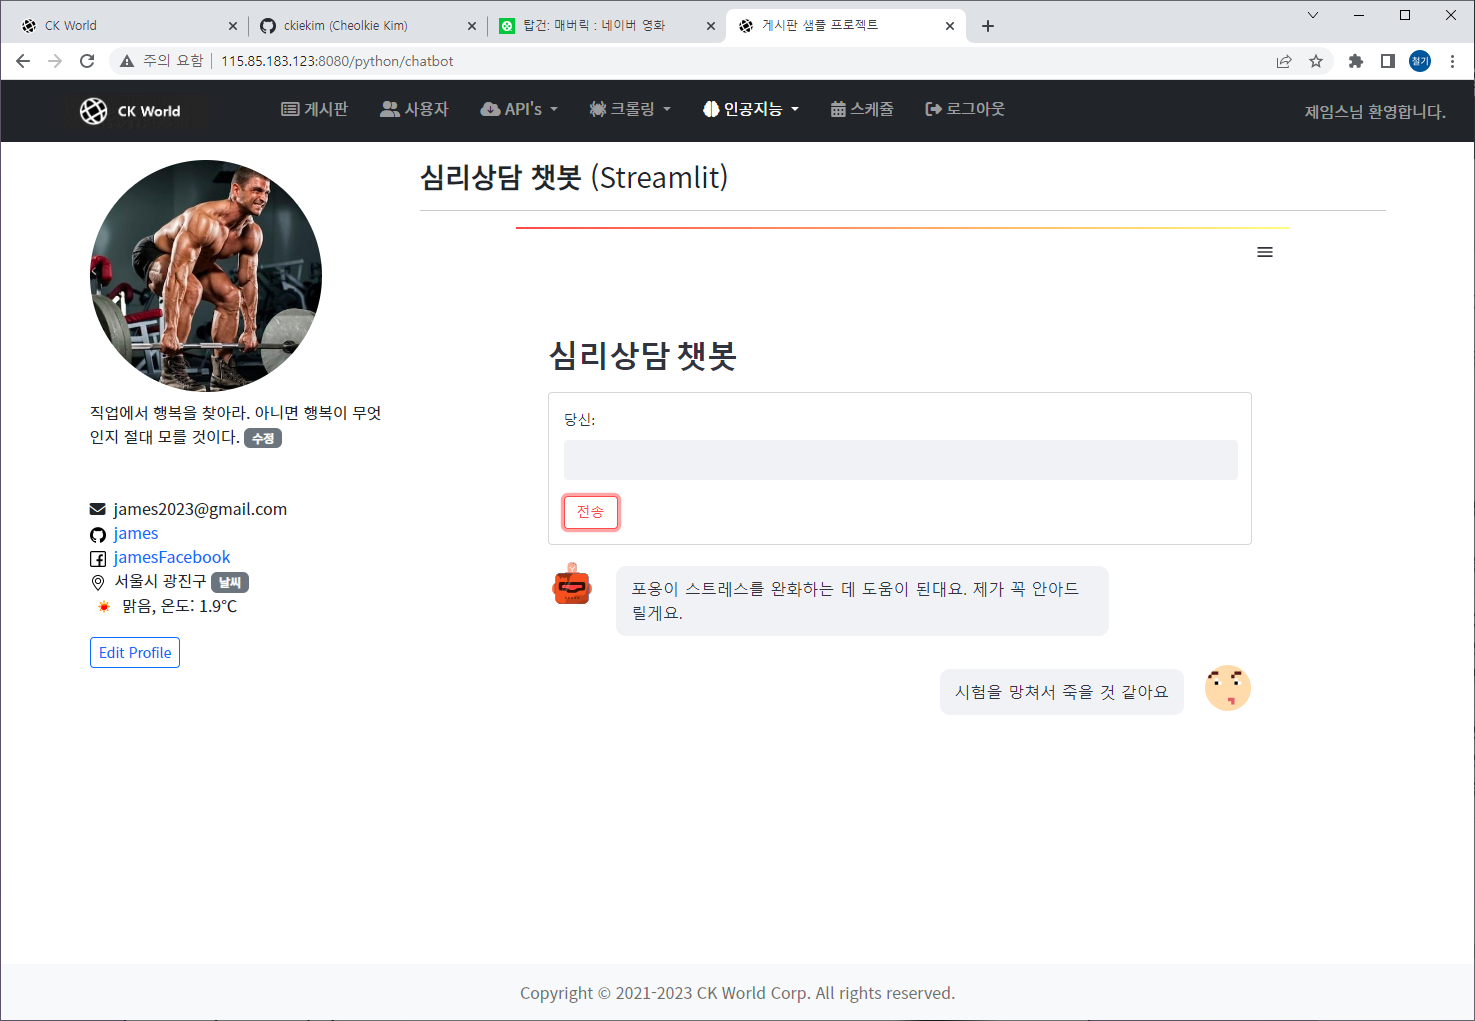 CK World
ckiekim (Cheolkie Kim)
탑건: 매버릭 : 네이버 영화
게시판 샘플 프로젝트
주의 요함
115.85.183.123:8080/python/chatbot
철기
CK World
게시판
사용자
API's
크롤링
인공지능
스케쥴
로그아웃
제임스님 환영합니다.
심리상담 챗봇 (Streamlit)
직업에서 행복을 찾아라. 아니면 행복이 무엇
인지 절대 모를 것이다. 수정
james2023@gmail.com
james
jamesFacebook
서울시 광진구 날씨
맑음, 온도: 1.9℃
Edit Profile
심리상담 챗봇
당신:
전송
포옹이 스트레스를 완화하는 데 도움이 된대요. 제가 꼭 안아드
릴게요.
시험을 망쳐서 죽을 것 같아요
Copyright © 2021-2023 CK World Corp. All rights reserved.